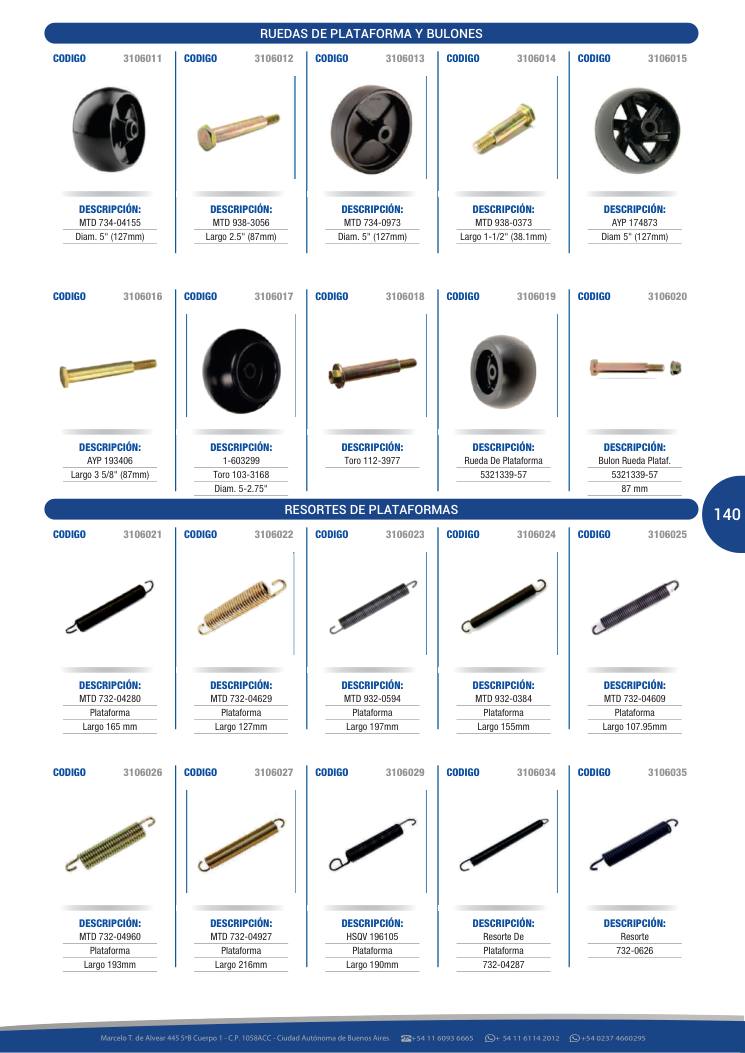 RUEDAS DE PLATAFORMA Y BULONES
CODIGO 3106011
DESCRIPCIÓN:
MTD 734-04155
Diam. 5" (127mm)
CODIGO 3106012
DESCRIPCIÓN:
MTD 938-3056
Largo 2.5" (87mm)
CODIGO 3106013
DESCRIPCIÓN:
MTD 734-0973
Diam. 5" (127mm)
CODIGO 3106014
DESCRIPCIÓN:
MTD 938-0373
Largo 1-1/2" (38.1mm)
CODIGO 3106015
DESCRIPCIÓN:
AYP 174873
Diam 5" (127mm)
CODIGO 3106016
DESCRIPCIÓN:
AYP 193406
Largo 3 5/8" (87mm)
CODIGO 3106017
DESCRIPCIÓN:
1-603299
Toro 103-3168
Diam. 5-2.75"
CODIGO 3106018
DESCRIPCIÓN:
Toro 112-3977
CODIGO 3106019
DESCRIPCIÓN:
Rueda De Plataforma
5321339-57
CODIGO 3106020
DESCRIPCIÓN:
Bulon Rueda Plataf.
5321339-57
87 mm
RESORTES DE PLATAFORMAS
140
CODIGO 3106021
DESCRIPCIÓN:
MTD 732-04280
Plataforma
Largo 165 mm
CODIGO 3106022
DESCRIPCIÓN:
MTD 732-04629
Plataforma
Largo 127mm
CODIGO 3106023
DESCRIPCIÓN:
MTD 932-0594
Plataforma
Largo 197mm
CODIGO 3106024
DESCRIPCIÓN:
MTD 932-0384
Plataforma
Largo 155mm
CODIGO 3106025
DESCRIPCIÓN:
MTD 732-04609
Plataforma
Largo 107.95mm
CODIGO 3106026
DESCRIPCIÓN:
MTD 732-04960
Plataforma
Largo 193mm
CODIGO 3106027
DESCRIPCIÓN:
MTD 732-04927
Plataforma
Largo 216mm
CODIGO 3106029
DESCRIPCIÓN:
HSQV 196105
Plataforma
Largo 190mm
CODIGO 3106034
DESCRIPCIÓN:
Resorte De
Plataforma
732-04287
CODIGO 3106035
DESCRIPCIÓN:
Resorte
732-0626
Marcelo T. de Alvear 445 5ºB Cuerpo 1 - C.P. 1058ACC - Ciudad Autónoma de Buenos Aires. +54 11 6093 6665 + 54 11 6114 2012 +54 0237 4660295